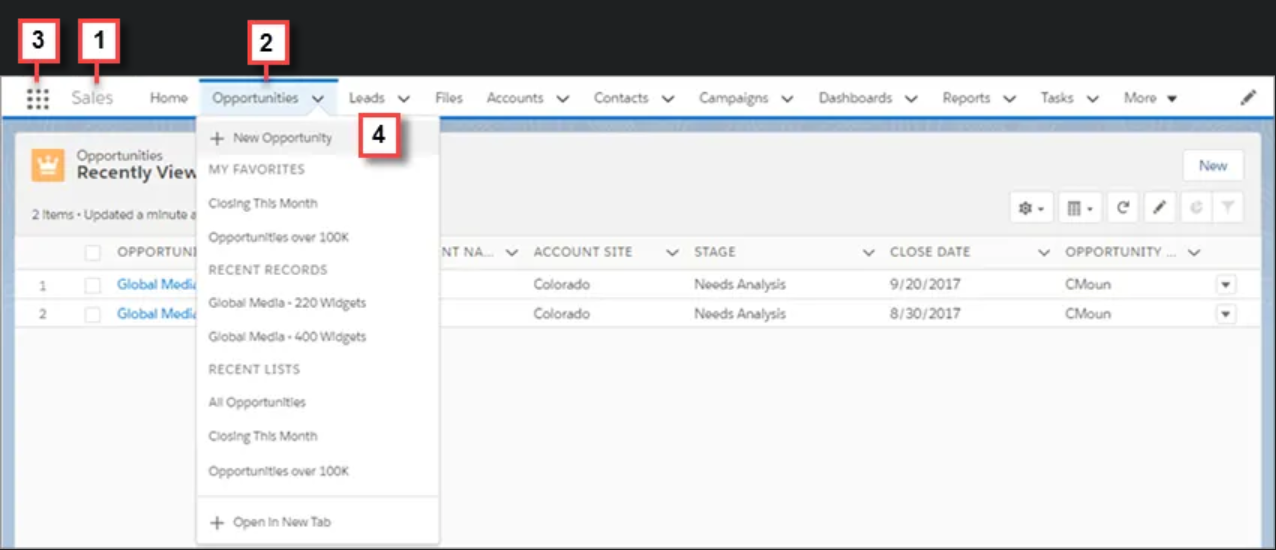 3 1 2
Sales Home Opportunities Leads Files Accounts Contacts Campaigns Dashboards Reports Tasks More
4
+ New Opportunity
Opportunities
Recently View
New
MY FAVORITES
Closing This Month
2 Items • Updated a minute a
Opportunities over 100K
OPPORTUNI NT NA... ACCOUNT SITE STAGE CLOSE DATE OPPORTUNITY ...
RECENT RECORDS
1 Global Media Colorado Needs Analysis 9/20/2017 CMoun
Global Media - 220 Widgets
2 Global Media Colorado Needs Analysis 8/30/2017 CMoun
Global Media - 400 Widgets
RECENT LISTS
All Opportunities
Closing This Month
Opportunities over 100K
+ Open In New Tab